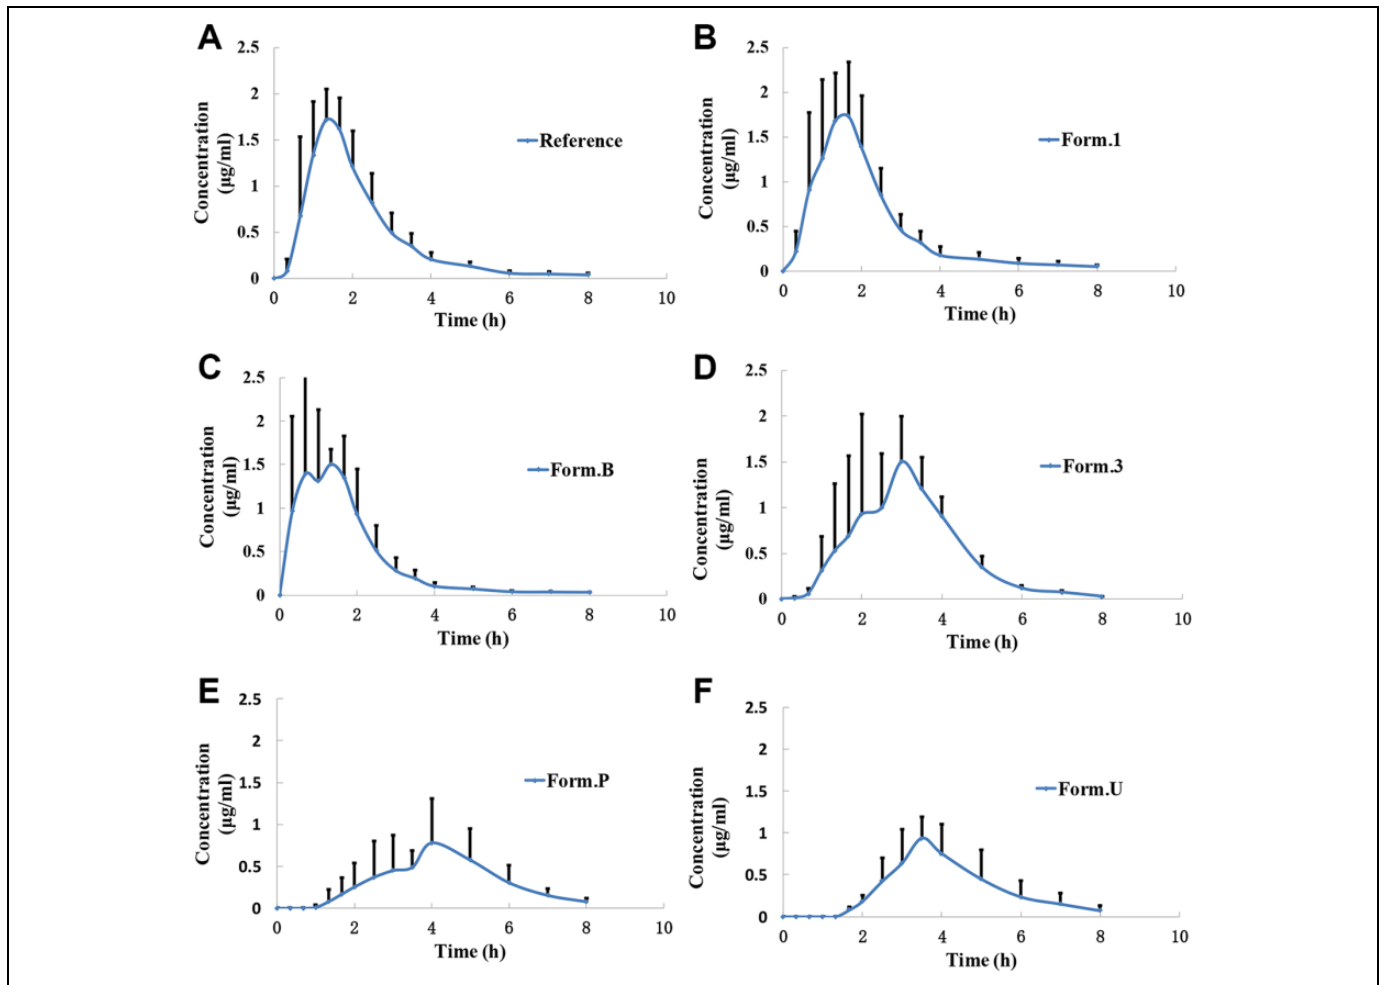 A
2.5
2
1.5
1
0.5
0
Concentration
(µg/ml)
Reference
0 2 4 6 8 10
Time (h)
B
2.5
2
1.5
1
0.5
0
Concentration
(µg/ml)
Form.1
0 2 4 6 8 10
Time (h)
C
2.5
2
1.5
1
0.5
0
Concentration
(µg/ml)
Form.B
0 2 4 6 8 10
Time (h)
D
2.5
2
1.5
1
0.5
0
Concentration
(µg/ml)
Form.3
0 2 4 6 8 10
Time (h)
E
2.5
2
1.5
1
0.5
0
Concentration
(µg/ml)
Form.P
0 2 4 6 8 10
Time (h)
F
2.5
2
1.5
1
0.5
0
Concentration
(µg/ml)
Form.U
0 2 4 6 8 10
Time (h)